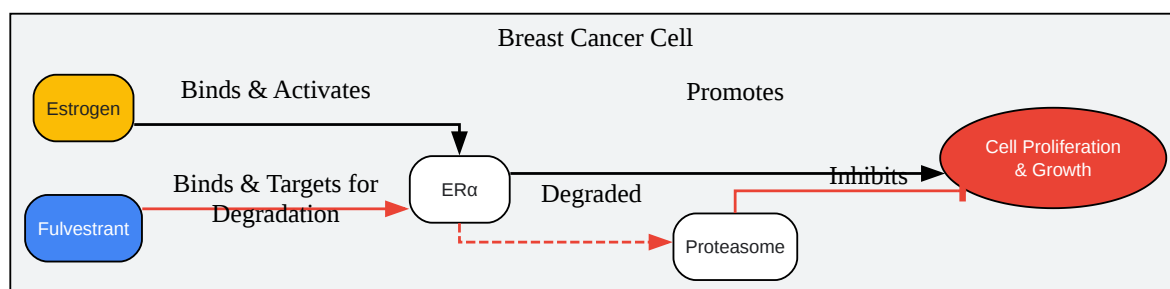 Breast Cancer Cell
Estrogen
Binds & Activates
Promotes
Cell Proliferation
& Growth
Fulvestrant
Binds & Targets for
Degradation
ERα
Degraded
Inhibits
Proteasome